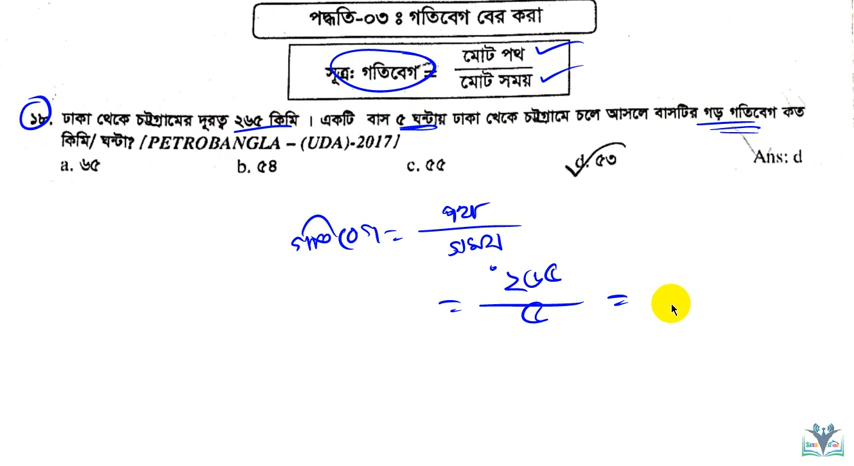 পদ্ধতি-০৩ ঃ গতিবেগ বের করা
সূত্র: গতিবেগ = মোট পথ
মোট সময়
১৮. ঢাকা থেকে চট্টগ্রামের দূরত্ব ২৬৫ কিমি । একটি বাস ৫ ঘন্টায় ঢাকা থেকে চট্টগ্রামে চলে আসলে বাসটির গড় গতিবেগ কত
কিমি/ ঘন্টা? [PETROBANGLA – (UDA)-2017]
a. ৬৫ b. ৫৪ c. ৫৫ d. ৫৩ Ans: d
গতিবেগ = পথ
সময়
= ২৬৫
৫ =